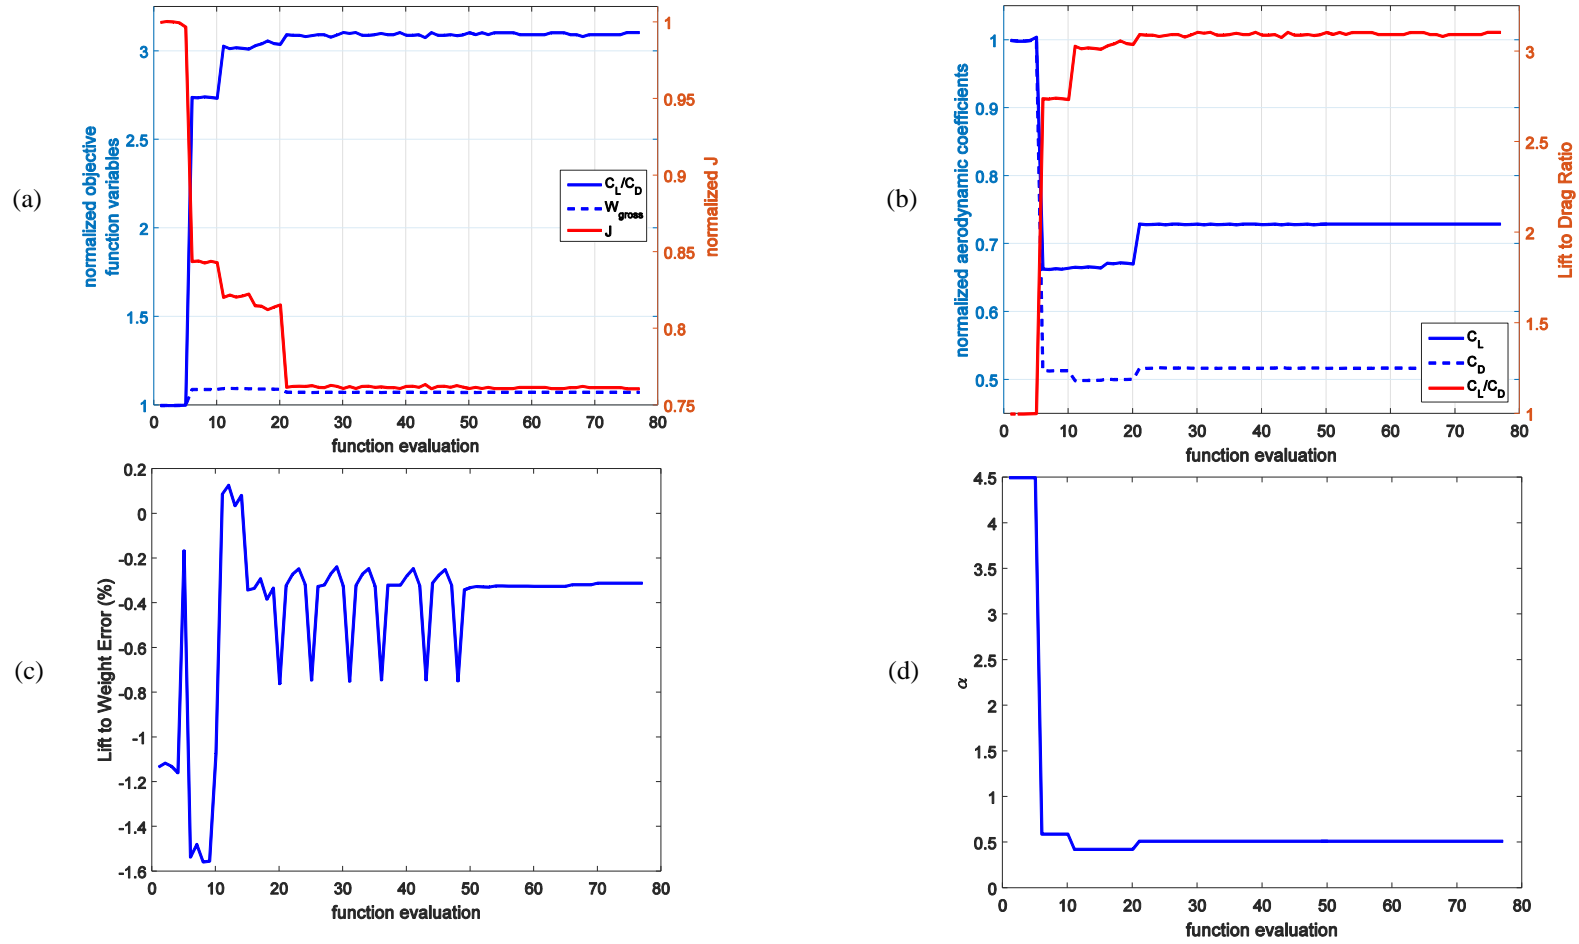 (a)
normalized objective
function variables
3
2.5
2
1.5
1
0 10 20 30 40 50 60 70 80
function evaluation
1
0.95
0.9
0.85
0.8
0.75
normalized J
C_L/C_D
W_gross
J
(b)
normalized aerodynamic coefficients
1
0.9
0.8
0.7
0.6
0.5
0 10 20 30 40 50 60 70 80
function evaluation
3
2.5
2
1.5
1
Lift to Drag Ratio
C_L
C_D
C_L/C_D
(c)
Lift to Weight Error (%)
0.2
0
-0.2
-0.4
-0.6
-0.8
-1
-1.2
-1.4
-1.6
0 10 20 30 40 50 60 70 80
function evaluation
(d)
α
4.5
4
3.5
3
2.5
2
1.5
1
0.5
0
0 10 20 30 40 50 60 70 80
function evaluation